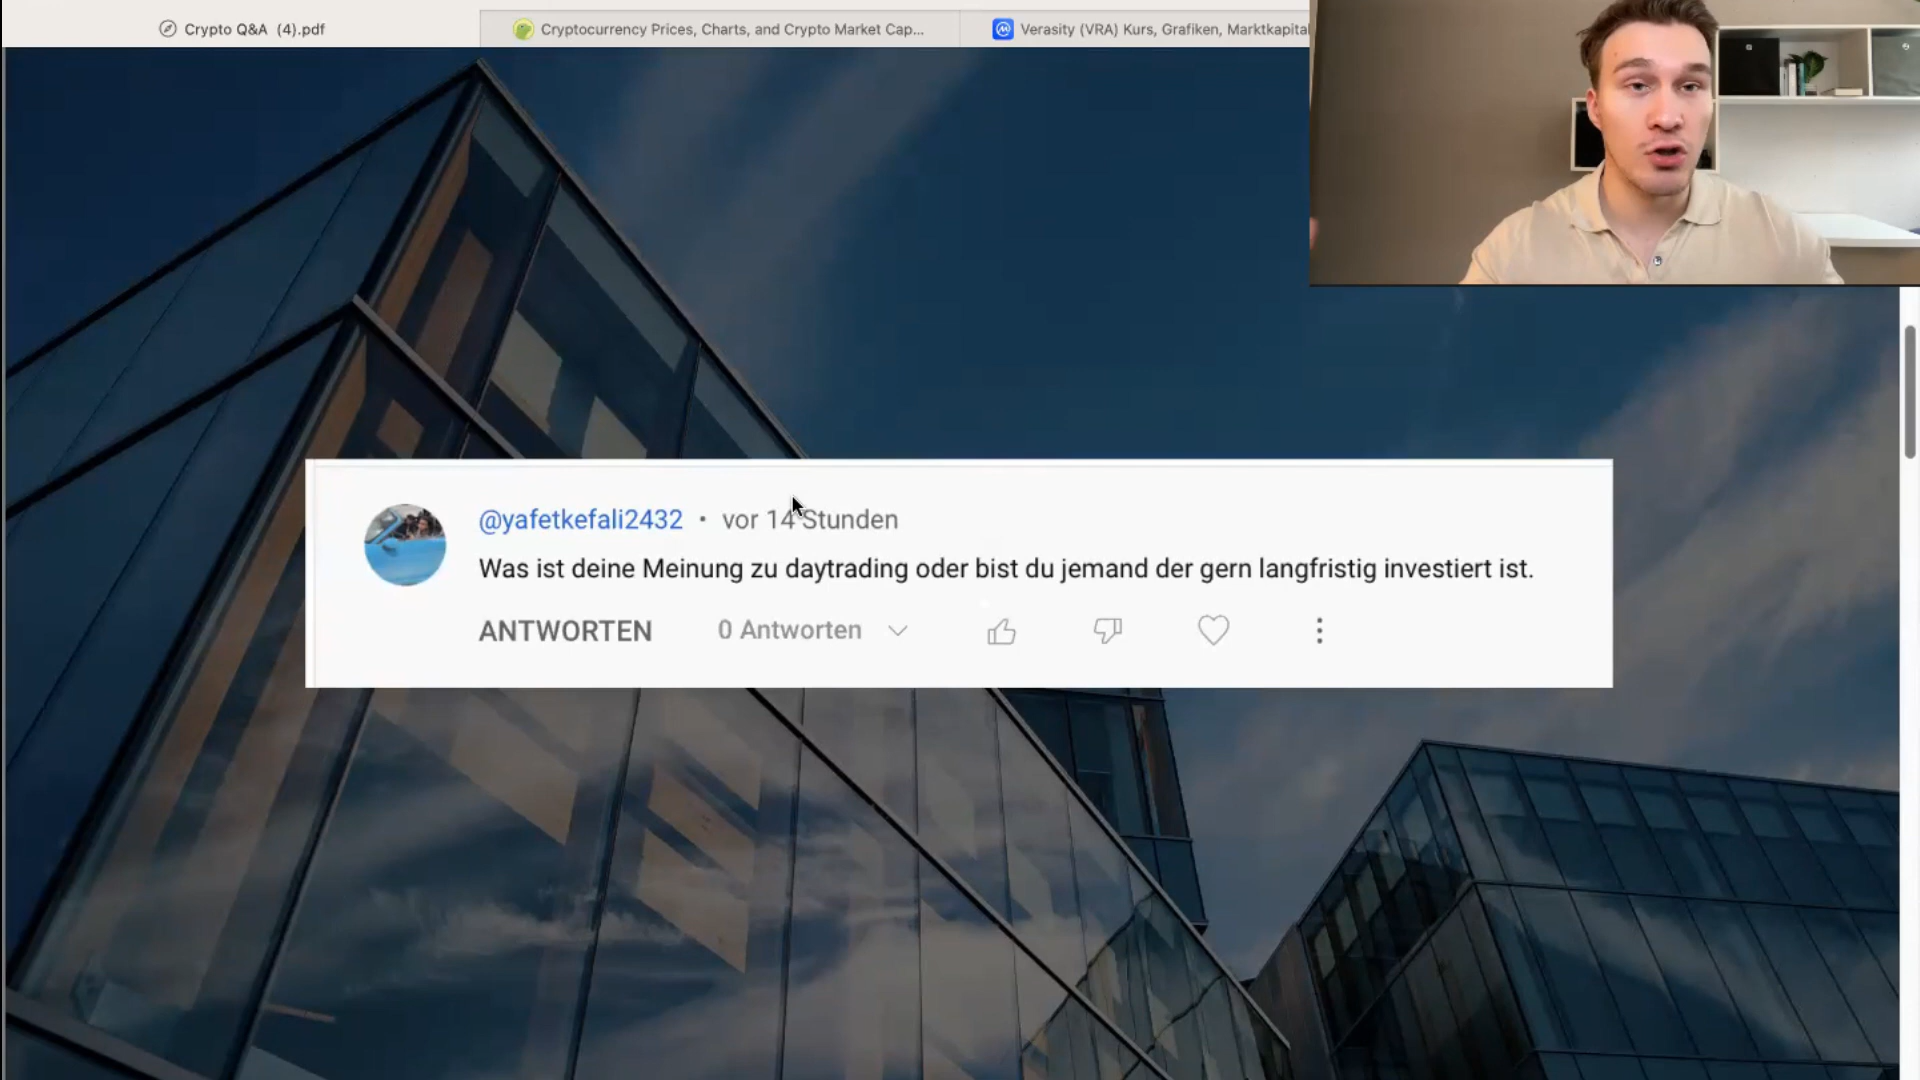 Crypto Q&A (4).pdf
Cryptocurrency Prices, Charts, and Crypto Market Cap...
Verasity (VRA) Kurs, Grafiken, Marktkapital
@yafetkefali2432 • vor 14 Stunden
Was ist deine Meinung zu daytrading oder bist du jemand der gern langfristig investiert ist.
ANTWORTEN 0 Antworten